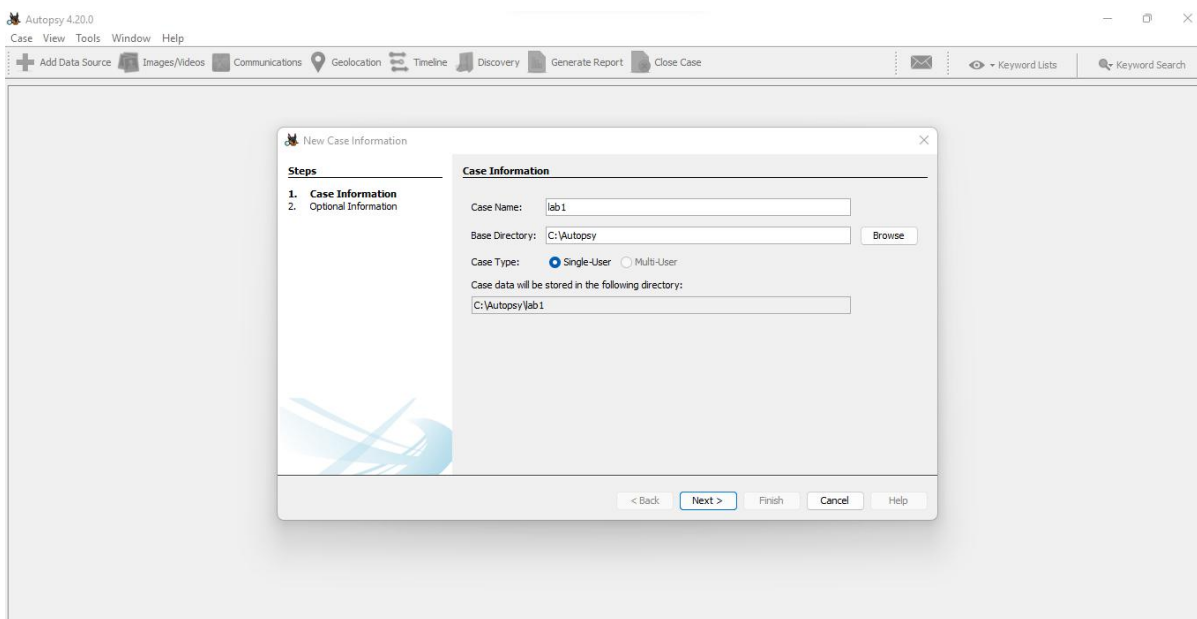 Autopsy 4.20.0
Case View Tools Window Help
Add Data Source Images/Videos Communications Geolocation Timeline Discovery Generate Report Close Case Keyword Lists Keyword Search
New Case Information
Steps
1. Case Information
2. Optional Information
Case Information
Case Name: lab1
Base Directory: C:\Autopsy Browse
Case Type: Single-User Multi-User
Case data will be stored in the following directory:
C:\Autopsy\lab1
< Back Next > Finish Cancel Help